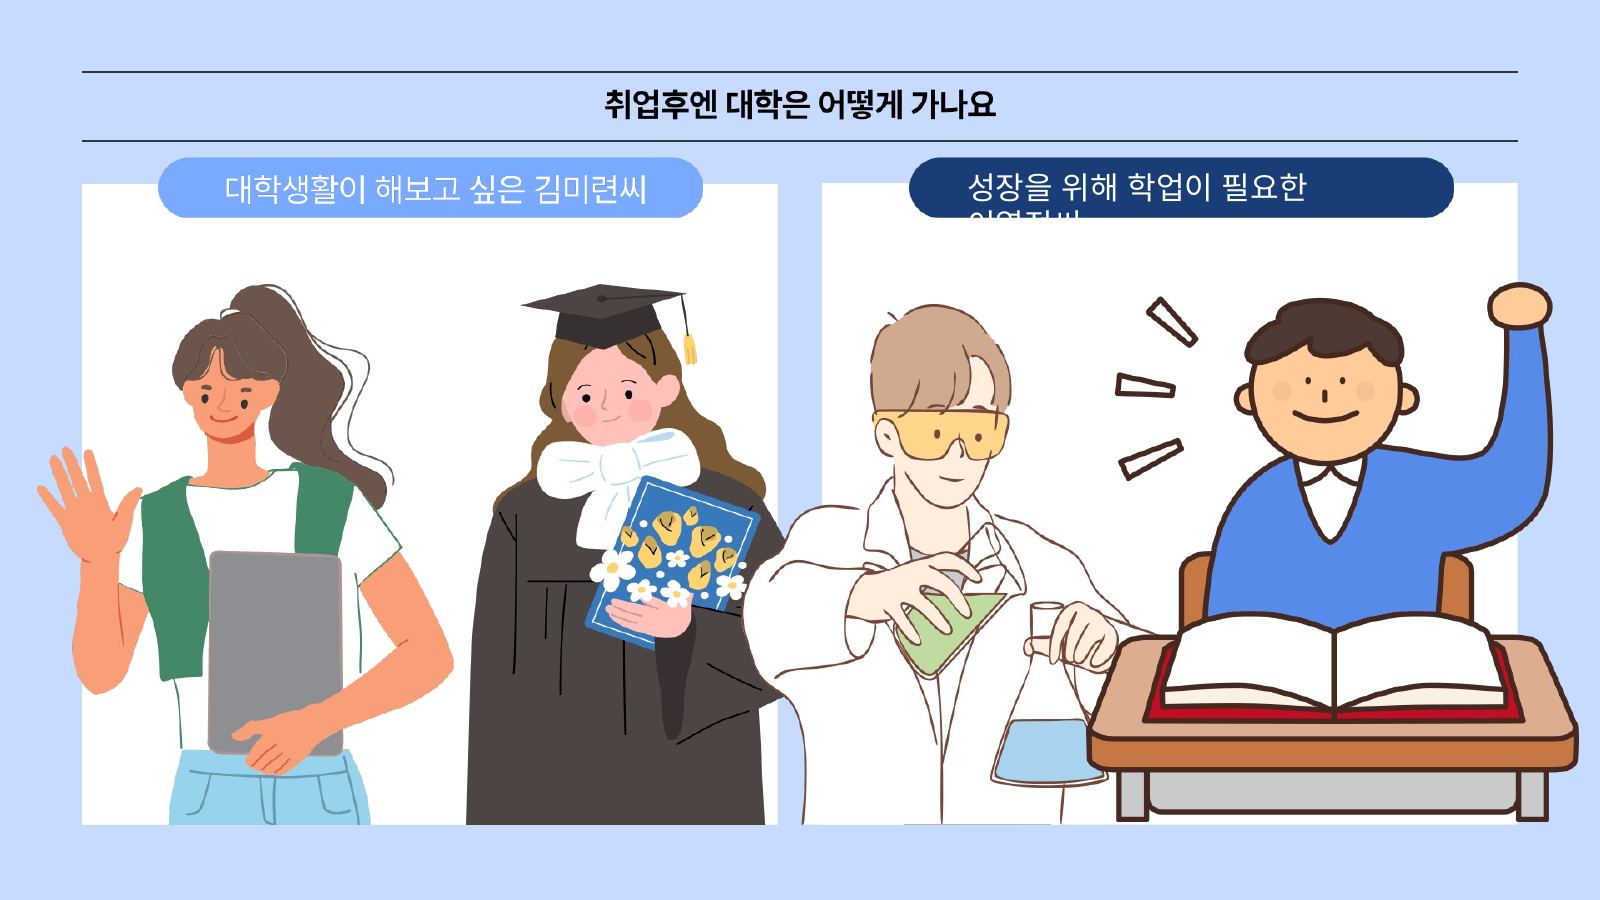 취업후엔 대학은 어떻게 가나요
대학생활이 해보고 싶은 김미련씨
성장을 위해 학업이 필요한